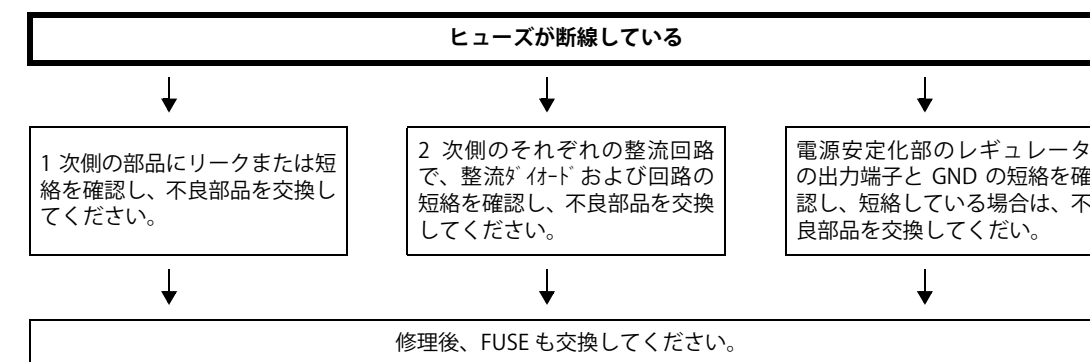 ヒューズが断線している
1 次側の部品にリークまたは短
絡を確認し、不良部品を交換し
てください。
2 次側のそれぞれの整流回路
で、整流ﾀﾞｲｵｰﾄﾞおよび回路の
短絡を確認し、不良部品を交換
してください。
電源安定化部のレギュレータ
の出力端子と GND の短絡を確
認し、短絡している場合は、不
良部品を交換してくだい。
修理後、FUSE も交換してください。